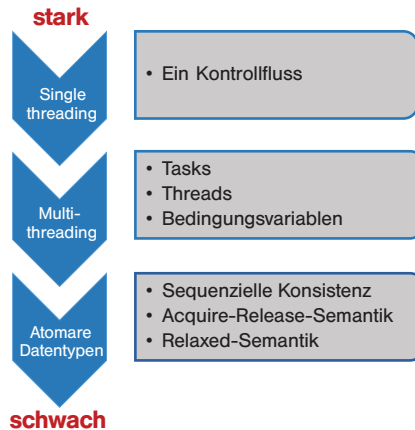 stark
Single
threading
• Ein Kontrollfluss
Multi-
threading
• Tasks
• Threads
• Bedingungsvariablen
Atomare
Datentypen
• Sequenzielle Konsistenz
• Acquire-Release-Semantik
• Relaxed-Semantik
schwach